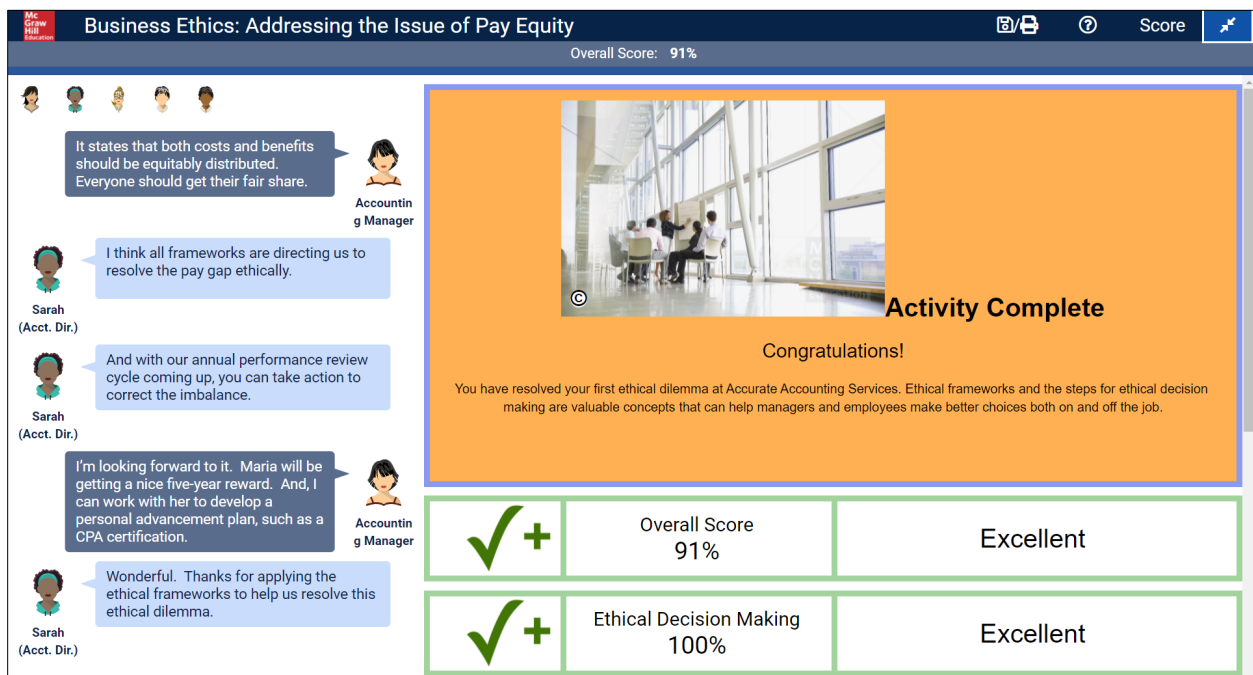 Mc
Graw
Hill
Education
Business Ethics: Addressing the Issue of Pay Equity
Score
Overall Score: 91%
It states that both costs and benefits
should be equitably distributed.
Everyone should get their fair share.
Accountin
g Manager
I think all frameworks are directing us to
resolve the pay gap ethically.
Sarah
(Acct. Dir.)
And with our annual performance review
cycle coming up, you can take action to
correct the imbalance.
Sarah
(Acct. Dir.)
I'm looking forward to it. Maria will be
getting a nice five-year reward. And, I
can work with her to develop a
personal advancement plan, such as a
CPA certification.
Accountin
g Manager
Wonderful. Thanks for applying the
ethical frameworks to help us resolve this
ethical dilemma.
Sarah
(Acct. Dir.)
©
Activity Complete
Congratulations!
You have resolved your first ethical dilemma at Accurate Accounting Services. Ethical frameworks and the steps for ethical decision
making are valuable concepts that can help managers and employees make better choices both on and off the job.
Overall Score
91%
Excellent
Ethical Decision Making
100%
Excellent